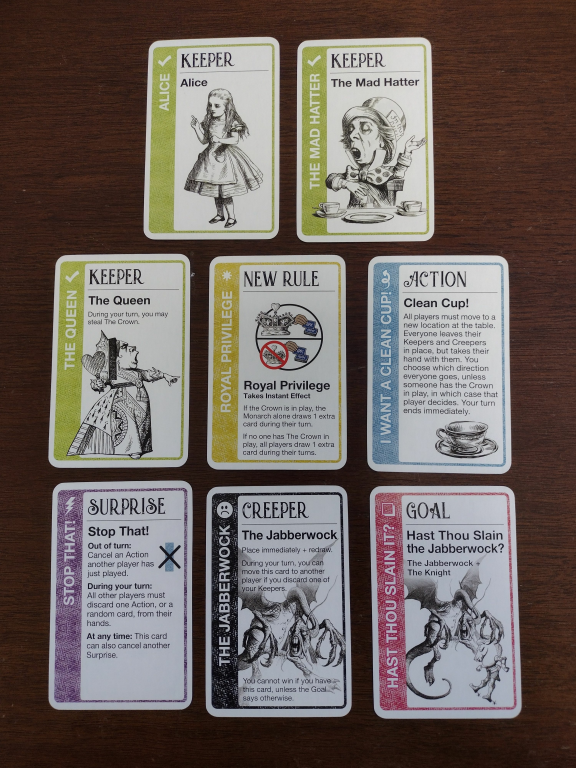 ALICE
KEEPER
Alice
THE MAD HATTER
KEEPER
The Mad Hatter
THE QUEEN
KEEPER
The Queen
During your turn, you may
steal The Crown.
ROYAL PRIVILEGE
NEW RULE
Royal Privilege
Takes Instant Effect
If the Crown is in play, the
Monarch alone draws 1 extra
card during their turn.
If no one has The Crown in
play, all players draw 1 extra
card during their turns.
I WANT A CLEAN CUP!
ACTION
Clean Cup!
All players must move to a
new location at the table.
Everyone leaves their
Keepers and Creepers
in place, but takes their
hand with them. You
choose which direction
everyone goes, unless
someone has the Crown
in play, in which case that
player decides. Your turn
ends immediately.
STOP THAT!
SURPRISE
Stop That!
Out of turn:
Cancel an Action
another player has
just played.
During your turn:
All other players must
discard one Action, or a
random card, from their
hands.
At any time: This card
can also cancel another
Surprise.
THE JABBERWOCK
CREEPER
The Jabberwock
Place immediately + redraw.
During your turn, you can
move this card to another
player if you discard one of
your Keepers.
You cannot win if you have
this card, unless the Goal
says otherwise.
HAST THOU SLAIN IT?
GOAL
Hast Thou Slain
the Jabberwock?
The Jabberwock +
The Knight